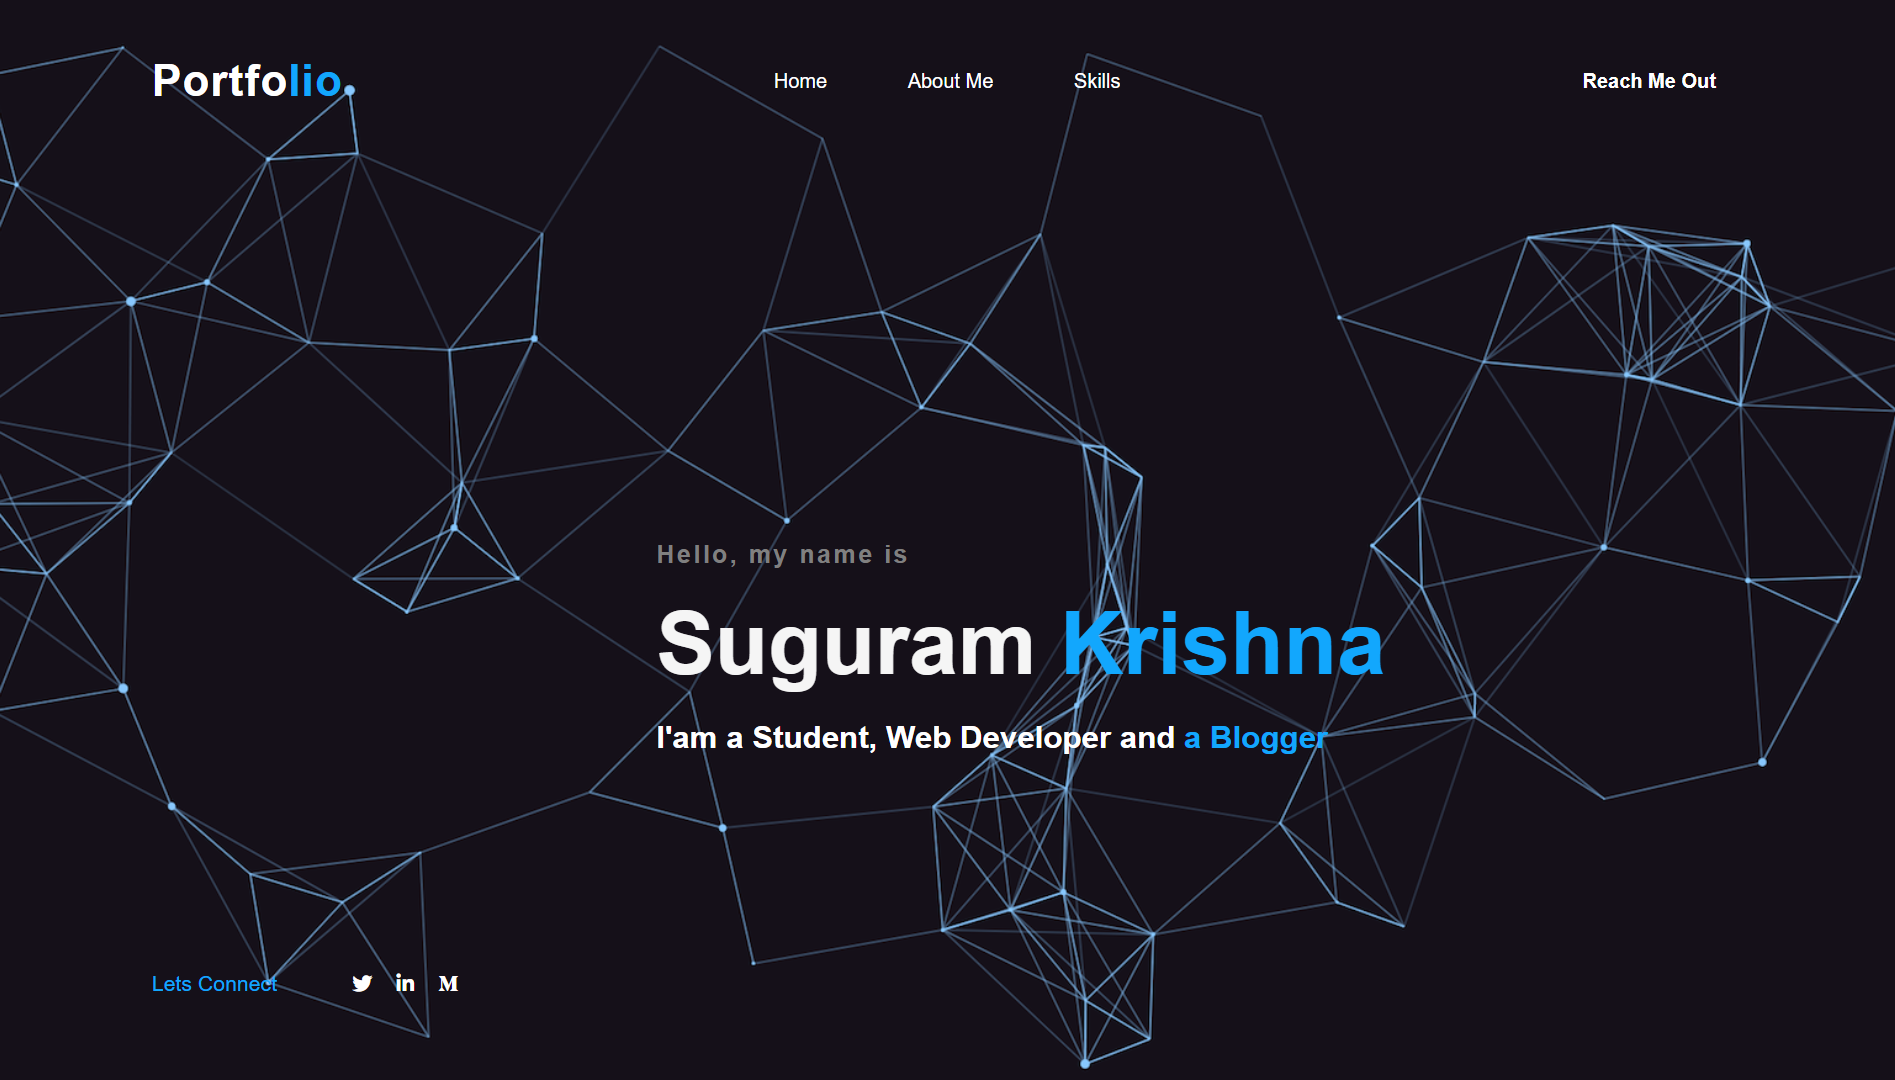 Portfolio
Home About Me Skills Reach Me Out
Hello, my name is
Suguram Krishna
I'am a Student, Web Developer and a Blogger
Lets Connect